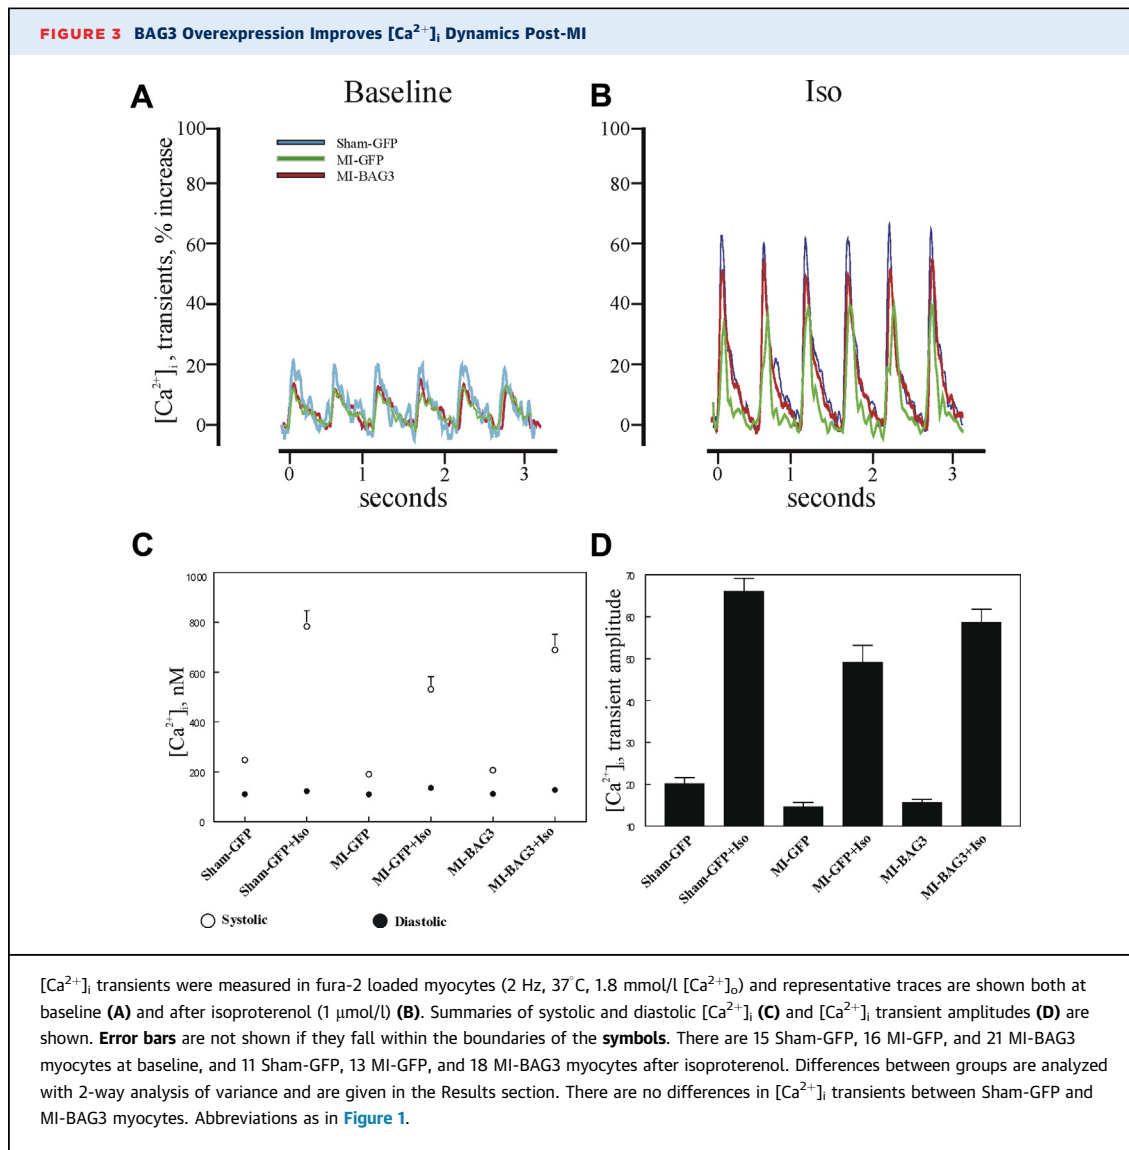 FIGURE 3 BAG3 Overexpression Improves [Ca²⁺]ᵢ Dynamics Post-MI
A
Baseline
[Ca²⁺]ᵢ, transients, % increase
100
80
60
40
20
0
Sham-GFP
MI-GFP
MI-BAG3
0 1 2 3
seconds
B
Iso
100
80
60
40
20
0
0 1 2 3
seconds
C
[Ca²⁺]ᵢ, nM
1000
800
600
400
200
0
Sham-GFP
Sham-GFP+Iso
MI-GFP
MI-GFP+Iso
MI-BAG3
MI-BAG3+Iso
Systolic
Diastolic
D
[Ca²⁺]ᵢ, transient amplitude
70
60
50
40
30
20
10
Sham-GFP
Sham-GFP+Iso
MI-GFP
MI-GFP+Iso
MI-BAG3
MI-BAG3+Iso
[Ca²⁺]ᵢ transients were measured in fura-2 loaded myocytes (2 Hz, 37°C, 1.8 mmol/l [Ca²⁺]ₒ) and representative traces are shown both at
baseline (A) and after isoproterenol (1 μmol/l) (B). Summaries of systolic and diastolic [Ca²⁺]ᵢ (C) and [Ca²⁺]ᵢ transient amplitudes (D) are
shown. Error bars are not shown if they fall within the boundaries of the symbols. There are 15 Sham-GFP, 16 MI-GFP, and 21 MI-BAG3
myocytes at baseline, and 11 Sham-GFP, 13 MI-GFP, and 18 MI-BAG3 myocytes after isoproterenol. Differences between groups are analyzed
with 2-way analysis of variance and are given in the Results section. There are no differences in [Ca²⁺]ᵢ transients between Sham-GFP and
MI-BAG3 myocytes. Abbreviations as in Figure 1.